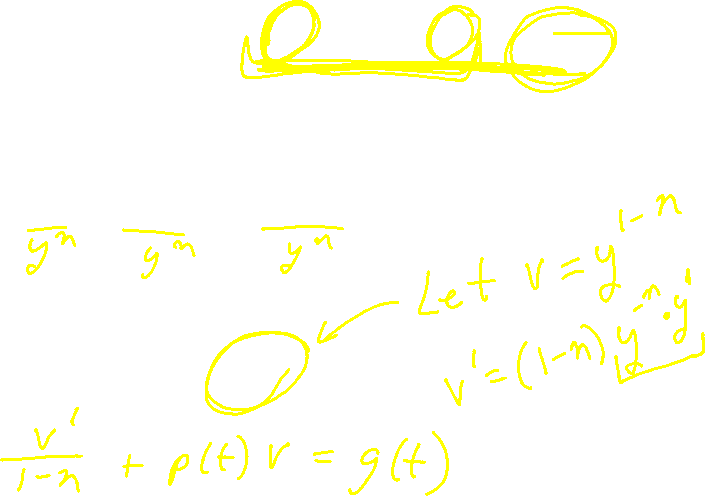 y^n y^n y^n
Let v = y^{1-n}
v' = (1-n) y^{-n} · y'
v'/(1-n) + p(t) v = g(t)